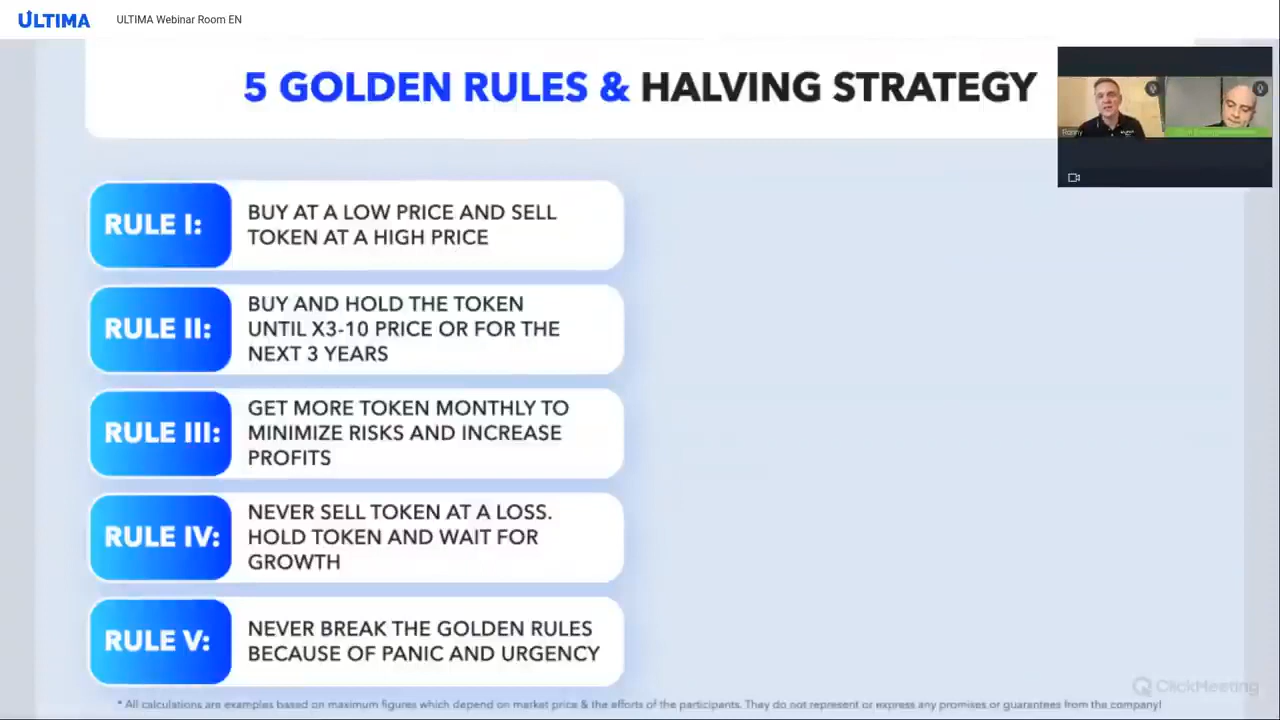 ULTIMA
ULTIMA Webinar Room EN
5 GOLDEN RULES & HALVING STRATEGY
Ronny
RULE I:
BUY AT A LOW PRICE AND SELL
TOKEN AT A HIGH PRICE
RULE II:
BUY AND HOLD THE TOKEN
UNTIL X3-10 PRICE OR FOR THE
NEXT 3 YEARS
RULE III:
GET MORE TOKEN MONTHLY TO
MINIMIZE RISKS AND INCREASE
PROFITS
RULE IV:
NEVER SELL TOKEN AT A LOSS.
HOLD TOKEN AND WAIT FOR
GROWTH
RULE V:
NEVER BREAK THE GOLDEN RULES
BECAUSE OF PANIC AND URGENCY
ClickMeeting
* All calculations are examples based on maximum figures which depend on market price & the efforts of the participants. They do not represent or express any promises or guarantees from the company!